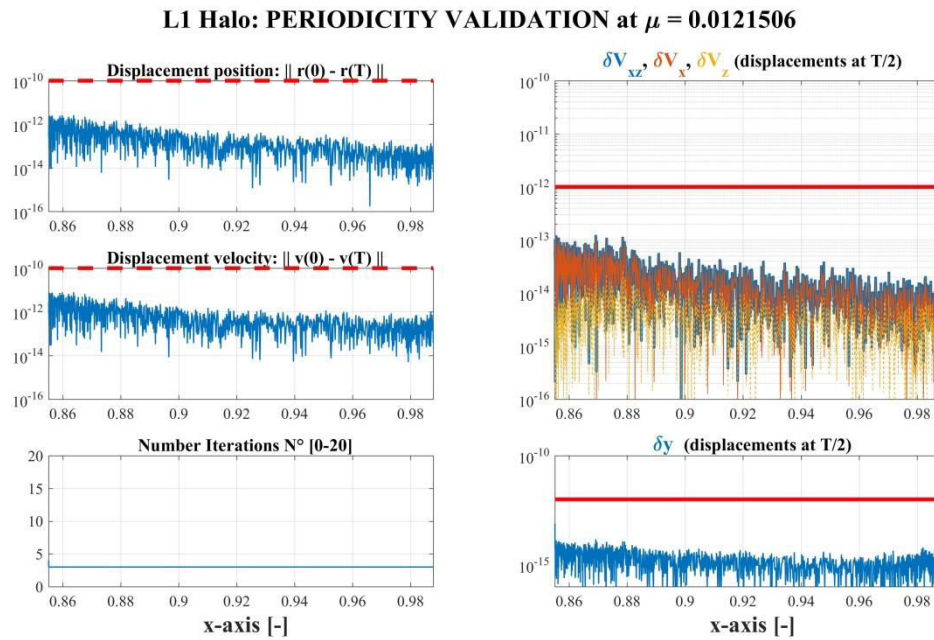 L1 Halo: PERIODICITY VALIDATION at μ = 0.0121506
Displacement position: || r(0) - r(T) ||
10^-10
10^-12
10^-14
10^-16
0.86 0.88 0.9 0.92 0.94 0.96 0.98
Displacement velocity: || v(0) - v(T) ||
10^-10
10^-12
10^-14
10^-16
0.86 0.88 0.9 0.92 0.94 0.96 0.98
Number Iterations N° [0-20]
20
15
10
5
0
0.86 0.88 0.9 0.92 0.94 0.96 0.98
x-axis [-]
δV_xz, δV_x, δV_z (displacements at T/2)
10^-10
10^-11
10^-12
10^-13
10^-14
10^-15
10^-16
0.86 0.88 0.9 0.92 0.94 0.96 0.98
δy (displacements at T/2)
10^-10
10^-15
0.86 0.88 0.9 0.92 0.94 0.96 0.98
x-axis [-]